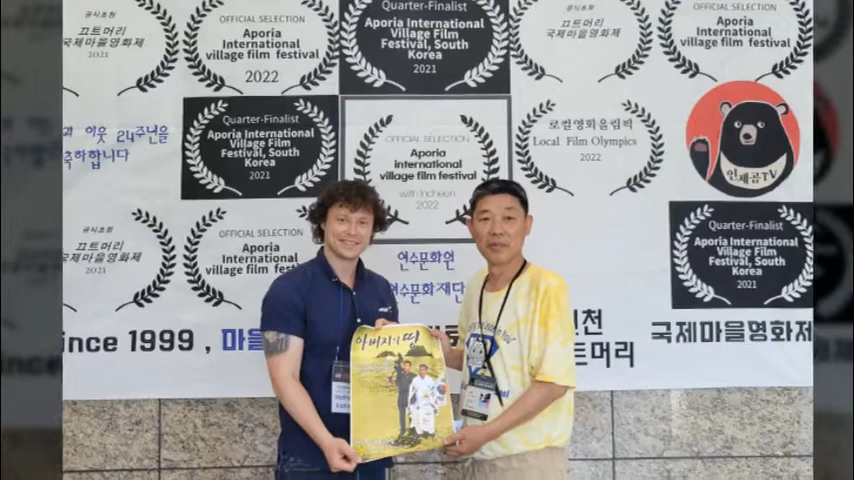 공식초청
끄트머리
국제마을영화제
2021
OFFICIAL SELECTION
Aporia
International
village film festival
2022
Quarter-Finalist
Aporia International
Village Film
Festival, South
Korea
2021
공식초청
끄트머리
국제마을영화제
2021
OFFICIAL SELECTION
Aporia
International
village film festival
이웃 24주년을
축하합니다
Quarter-Finalist
Aporia International
Village Film
Festival, South
Korea
2021
OFFICIAL SELECTION
Aporia
international
village film festival
with Incheon
2022
로컬영화올림픽
Local Film Olympics
2022
인재곰TV
공식초청
끄트머리
국제마을영화제
2021
OFFICIAL SELECTION
Aporia
International
village film festival
연수문화원
연수문화재단
Quarter-Finalist
Aporia International
Village Film
Festival, South
Korea
2021
since 1999 , 마을
인천
끄트머리
국제마을영화제
아버지의 땅